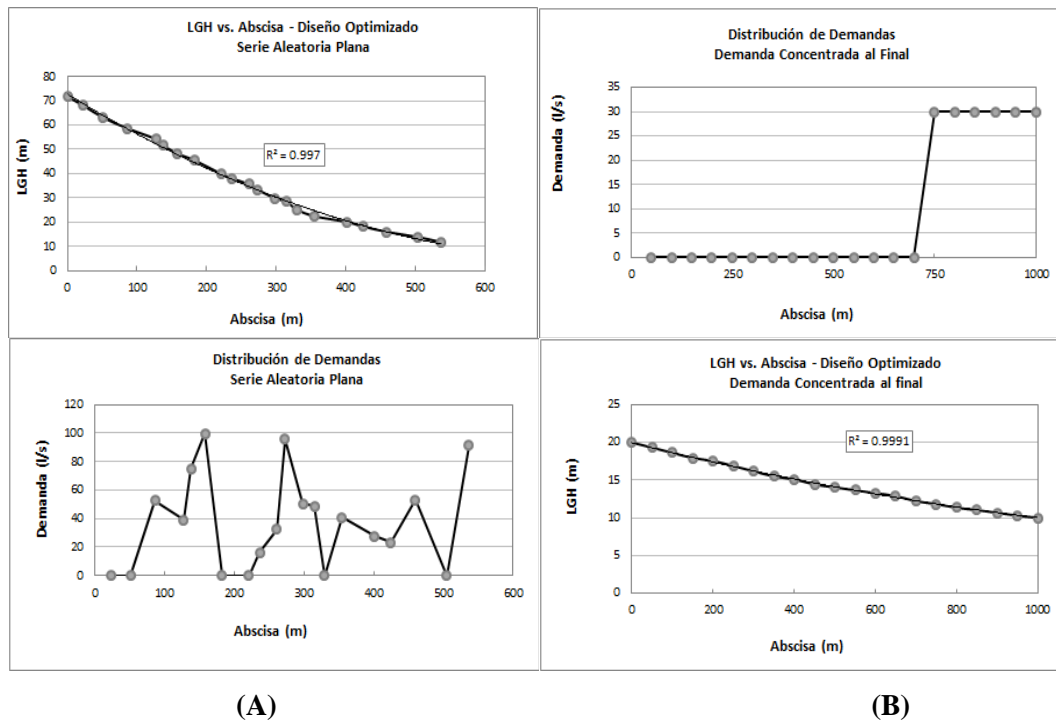 LGH vs. Abscisa - Diseño Optimizado
Serie Aleatoria Plana
LGH (m)
80
70
60
50
40
30
20
10
0
R² = 0.997
0 100 200 300 400 500 600
Abscisa (m)
Distribución de Demandas
Demanda Concentrada al Final
Demanda (l/s)
35
30
25
20
15
10
5
0
0 250 500 750 1000
Abscisa (m)
Distribución de Demandas
Serie Aleatoria Plana
Demanda (l/s)
120
100
80
60
40
20
0
0 100 200 300 400 500 600
Abscisa (m)
LGH vs. Abscisa - Diseño Optimizado
Demanda Concentrada al final
LGH (m)
25
20
15
10
5
0
R² = 0.9991
0 200 400 600 800 1000
Abscisa (m)
(A) (B)